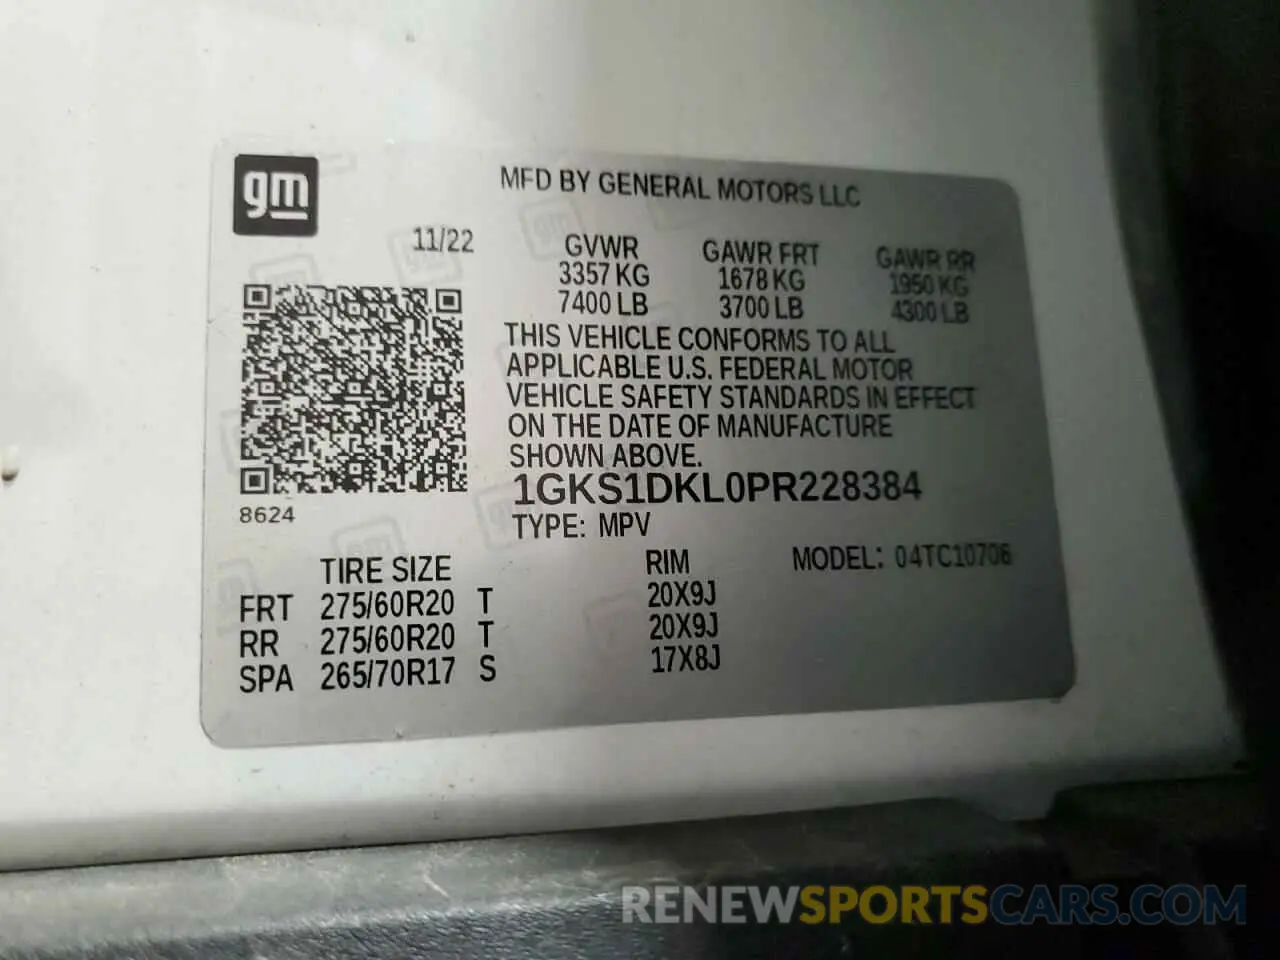 gm
MFD BY GENERAL MOTORS LLC
11/22
GVWR GAWR FRT GAWR RR
3357 KG 1678 KG 1950 KG
7400 LB 3700 LB 4300 LB
THIS VEHICLE CONFORMS TO ALL
APPLICABLE U.S. FEDERAL MOTOR
VEHICLE SAFETY STANDARDS IN EFFECT
ON THE DATE OF MANUFACTURE
SHOWN ABOVE.
1GKS1DKL0PR228384
8624
TYPE: MPV
TIRE SIZE RIM MODEL: 04TC10706
FRT 275/60R20 T 20X9J
RR 275/60R20 T 20X9J
SPA 265/70R17 S 17X8J
RENEWSPORTSCARS.COM